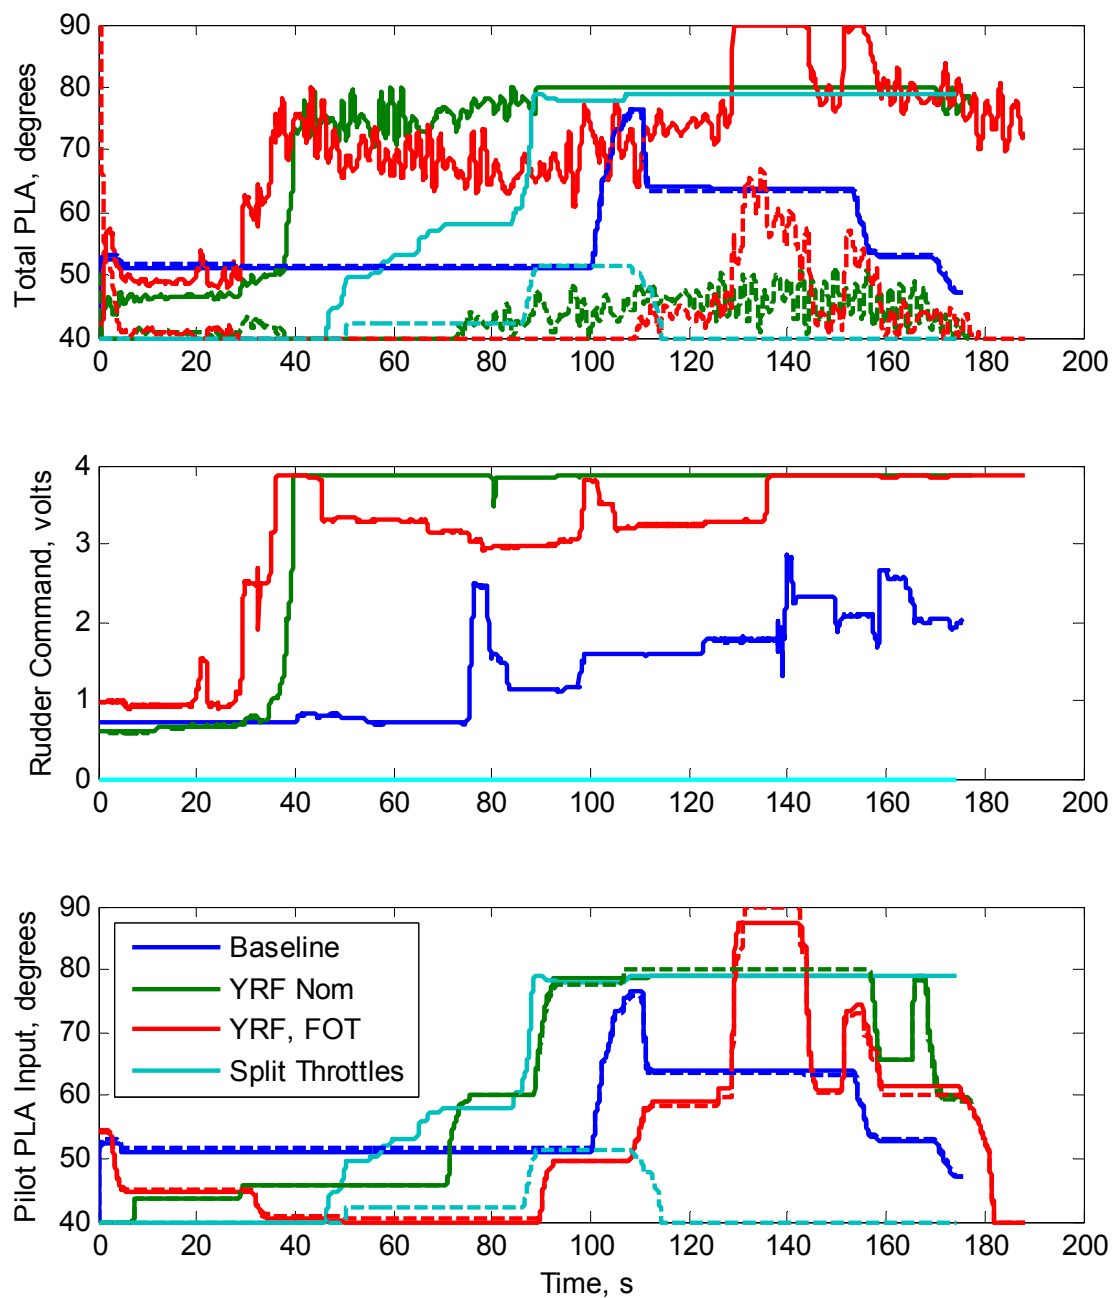 Total PLA, degrees
90
80
70
60
50
40
0 20 40 60 80 100 120 140 160 180 200
Rudder Command, volts
4
3
2
1
0
0 20 40 60 80 100 120 140 160 180 200
Pilot PLA Input, degrees
90
80
70
60
50
40
Baseline
YRF Nom
YRF, FOT
Split Throttles
0 20 40 60 80 100 120 140 160 180 200
Time, s